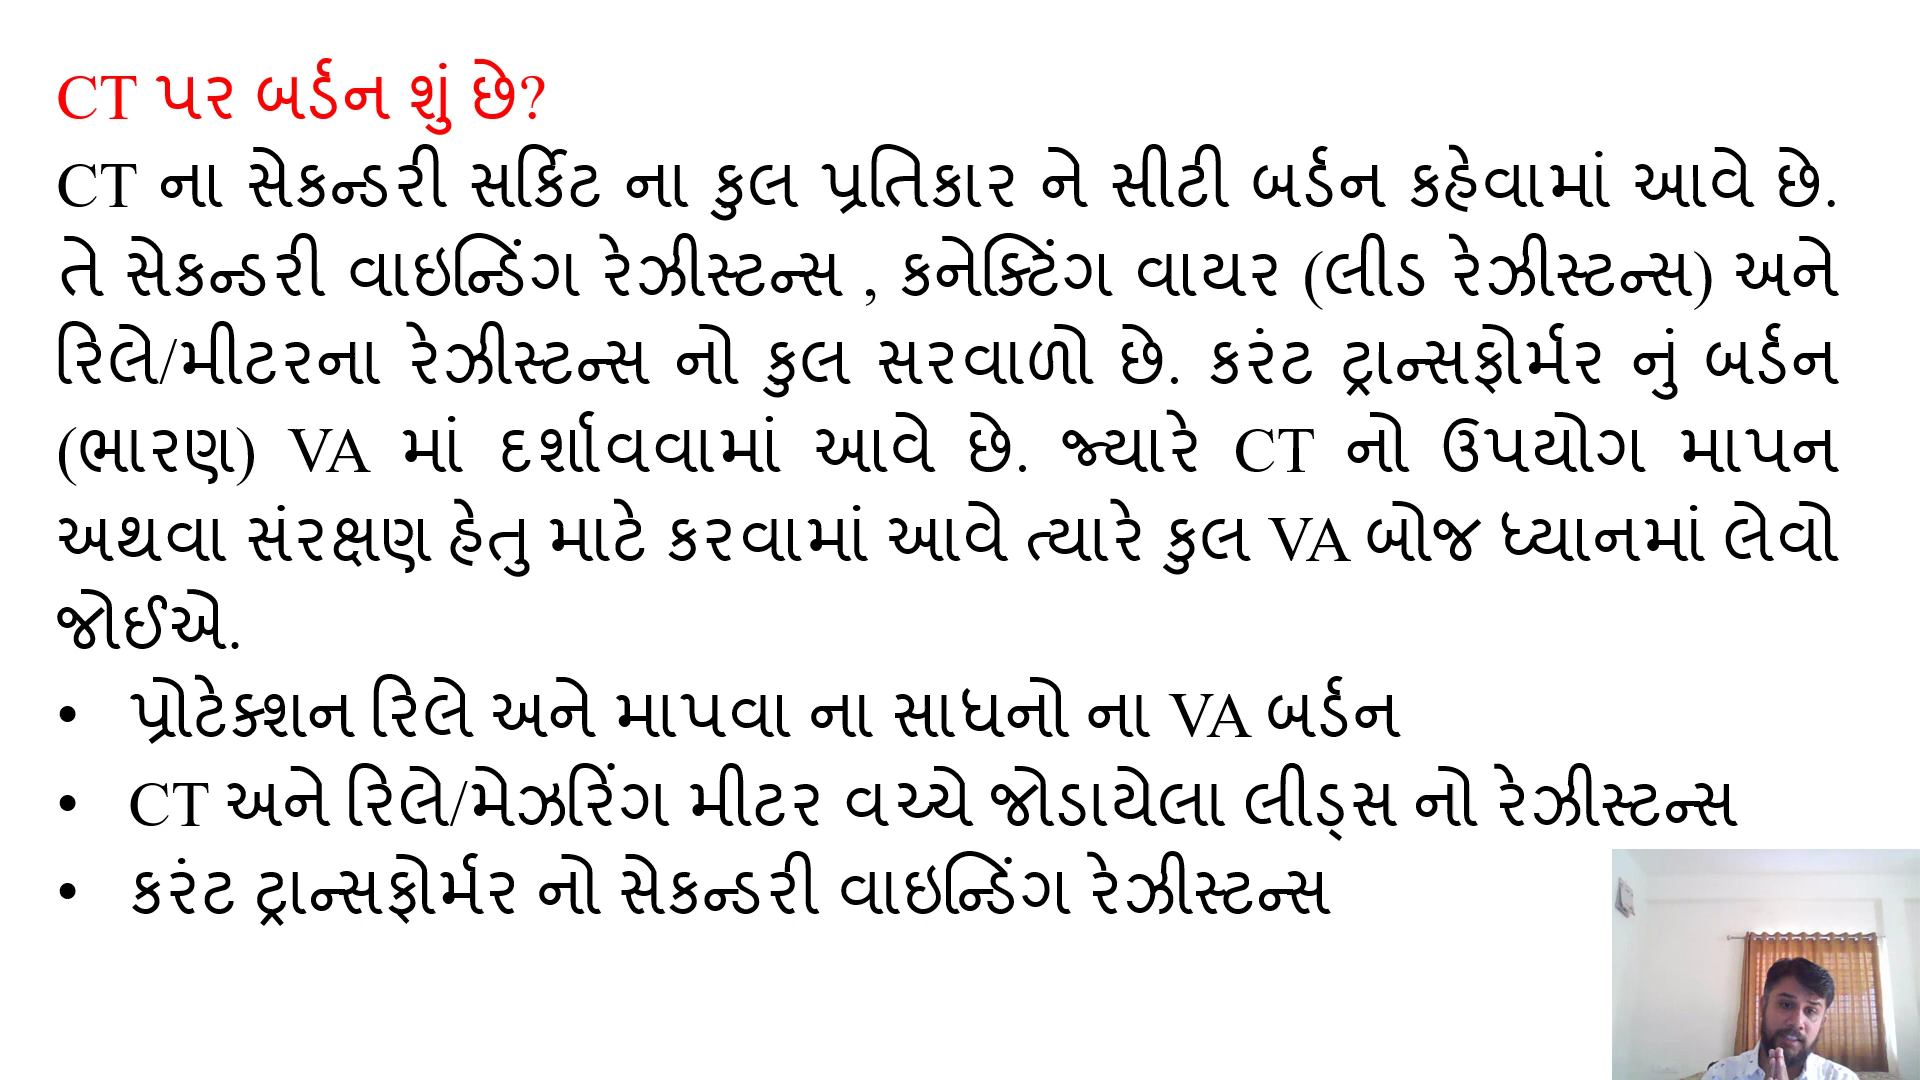 CT પર બર્ડન શું છે?
CT ના સેકન્ડરી સર્કિટ ના કુલ પ્રતિકાર ને સીટી બર્ડન કહેવામાં આવે છે.
તે સેકન્ડરી વાઇન્ડિંગ રેઝીસ્ટન્સ , કનેક્ટિંગ વાયર (લીડ રેઝીસ્ટન્સ) અને
રિલે/મીટરના રેઝીસ્ટન્સ નો કુલ સરવાળો છે. કરંટ ટ્રાન્સફોર્મર નું બર્ડન
(ભારણ) VA માં દર્શાવવામાં આવે છે. જ્યારે CT નો ઉપયોગ માપન
અથવા સંરક્ષણ હેતુ માટે કરવામાં આવે ત્યારે કુલ VA બોજ ધ્યાનમાં લેવો
જોઈએ.
• પ્રોટેક્શન રિલે અને માપવા ના સાધનો ના VA બર્ડન
• CT અને રિલે/મેઝરિંગ મીટર વચ્ચે જોડાયેલા લીડ્સ નો રેઝીસ્ટન્સ
• કરંટ ટ્રાન્સફોર્મર નો સેકન્ડરી વાઇન્ડિંગ રેઝીસ્ટન્સ